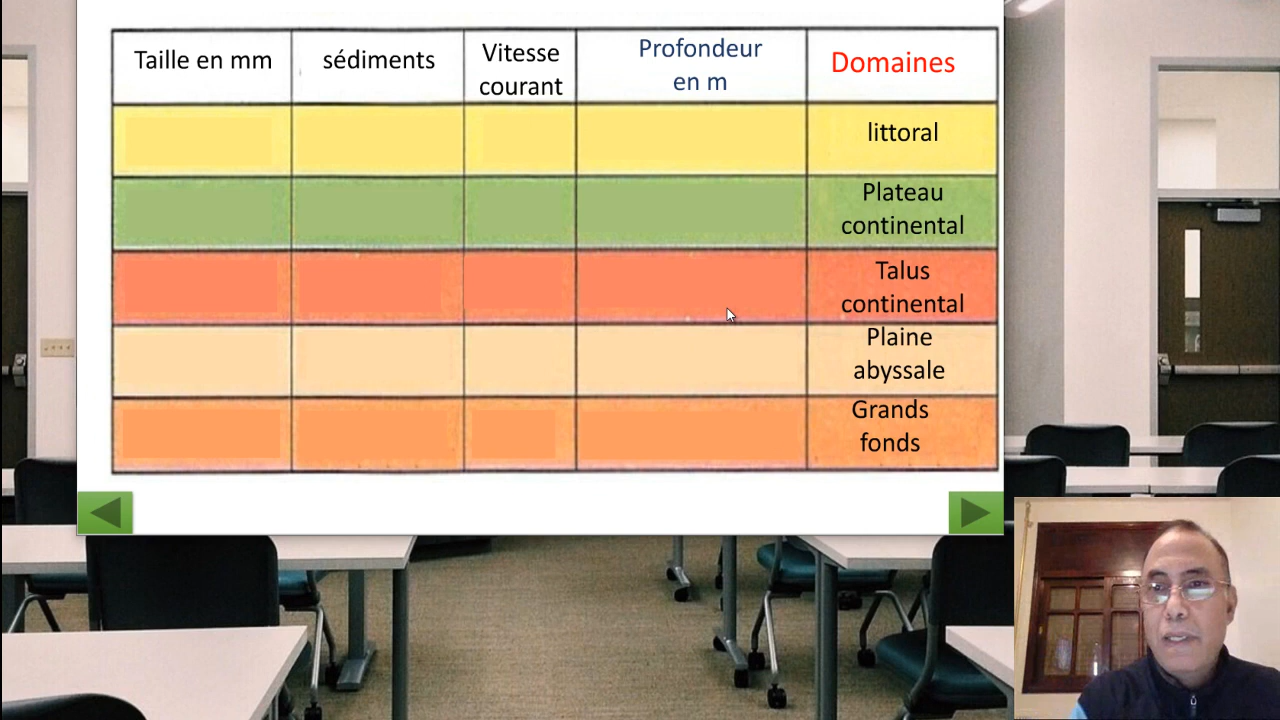 Taille en mm
sédiments
Vitesse
courant
Profondeur
en m
Domaines
littoral
Plateau
continental
Talus
continental
Plaine
abyssale
Grands
fonds